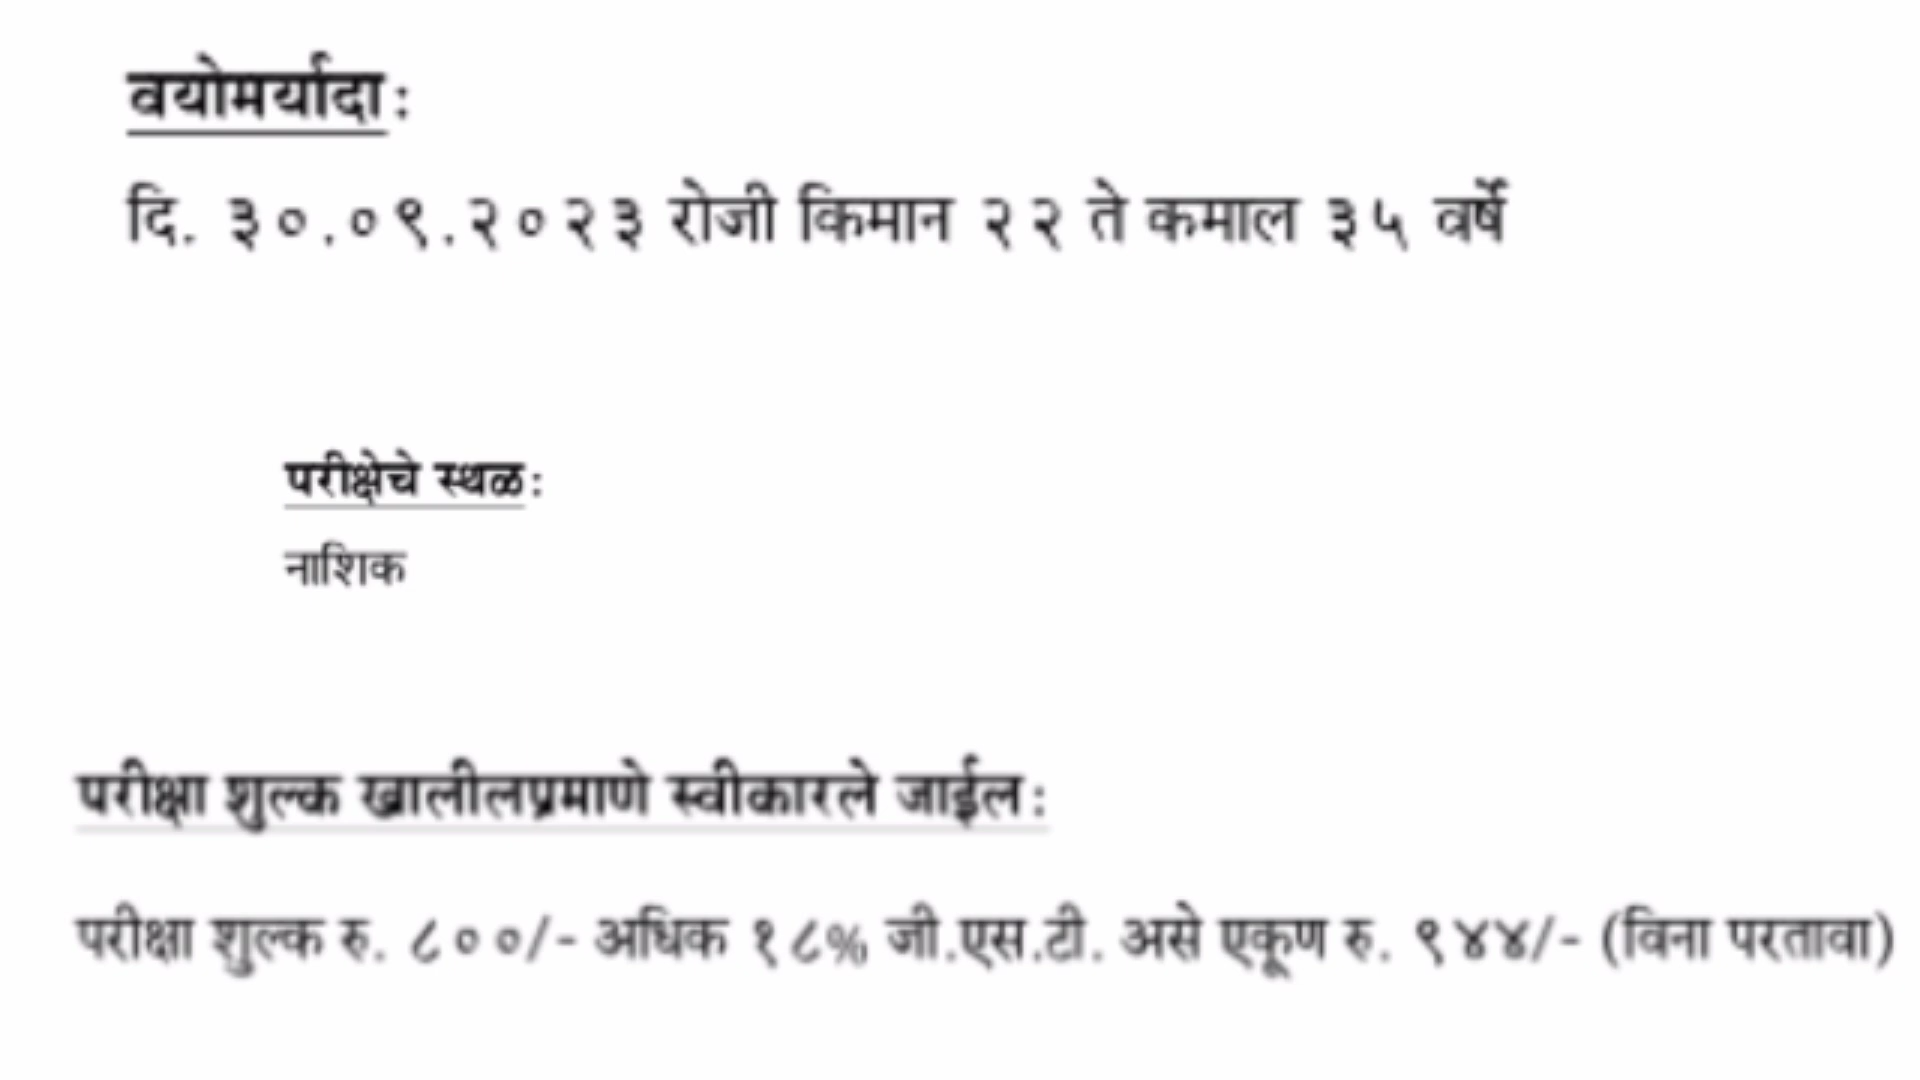 वयोमर्यादा:
दि. ३०.०९.२०२३ रोजी किमान २२ ते कमाल ३५ वर्षे
परीक्षेचे स्थळ:
नाशिक
परीक्षा शुल्क खालीलप्रमाणे स्वीकारले जाईल:
परीक्षा शुल्क रु. ८००/- अधिक १८% जी.एस.टी. असे एकूण रु. ९४४/- (विना परतावा)